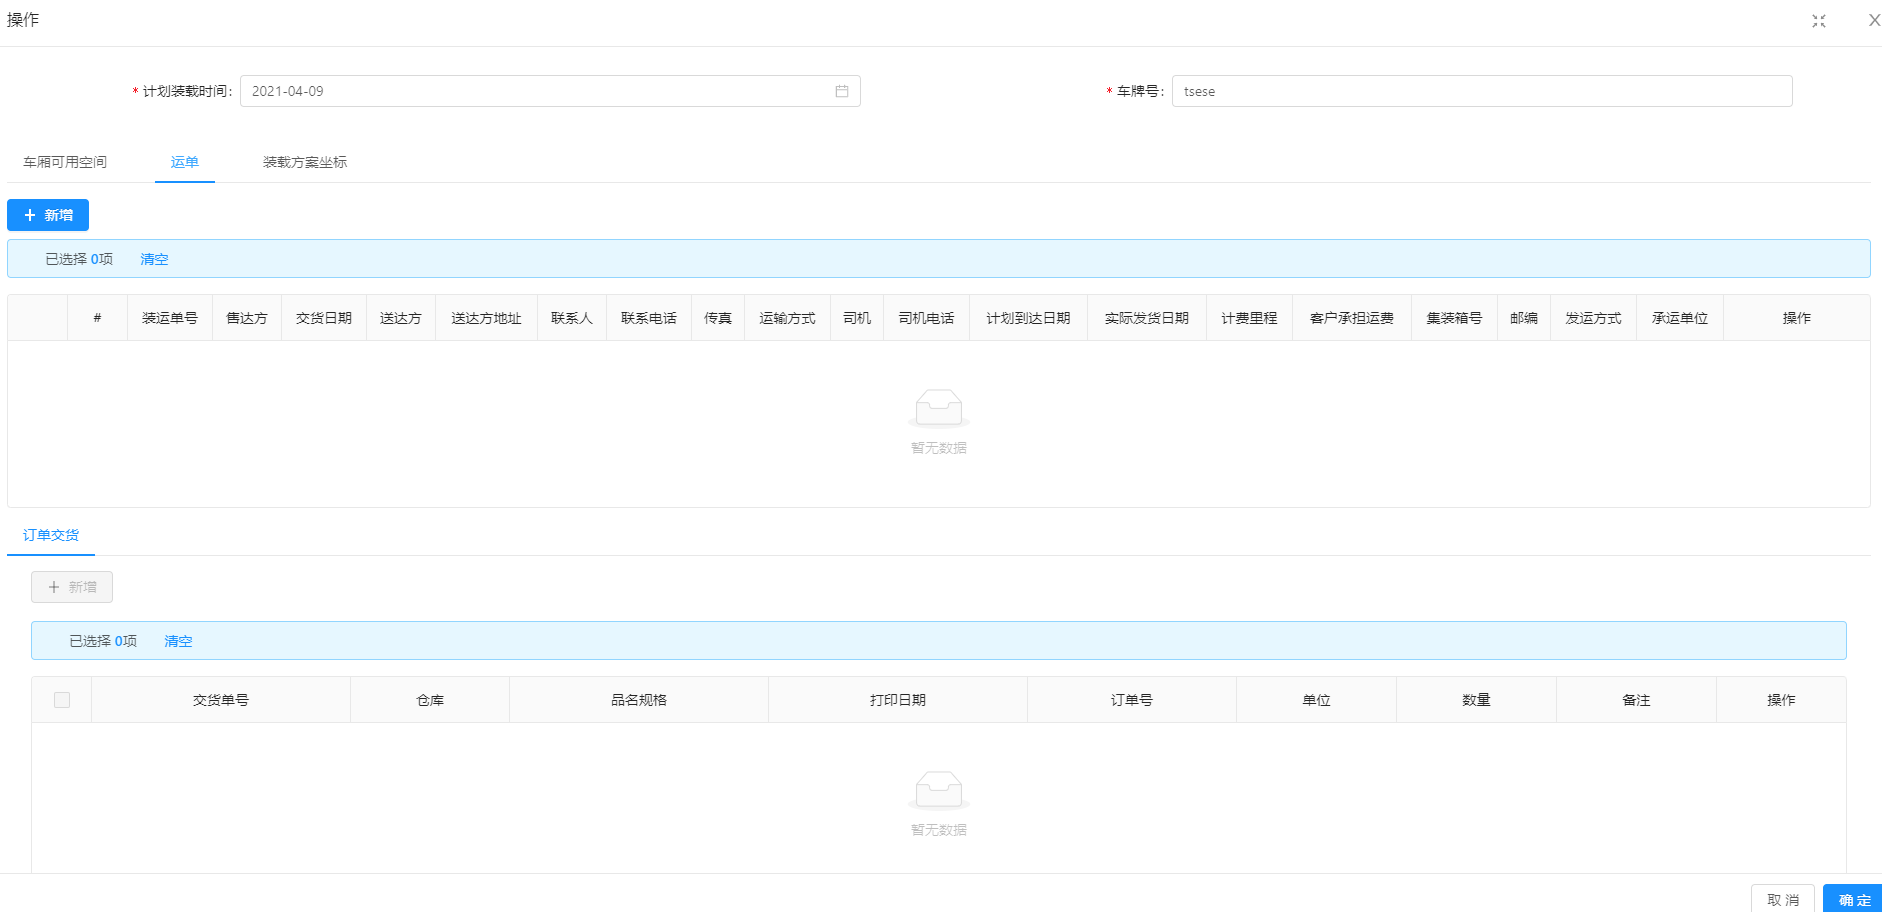 操作
* 计划装载时间: 2021-04-09 * 车牌号: tsese
车厢可用空间 运单 装载方案坐标
+ 新增
已选择 0项 清空
# 装运单号 售达方 交货日期 送达方 送达方地址 联系人 联系电话 传真 运输方式 司机 司机电话 计划到达日期 实际发货日期 计费里程 客户承担运费 集装箱号 邮编 发运方式 承运单位 操作
暂无数据
订单交货
+ 新增
已选择 0项 清空
交货单号 仓库 品名规格 打印日期 订单号 单位 数量 备注 操作
暂无数据
取消 确定